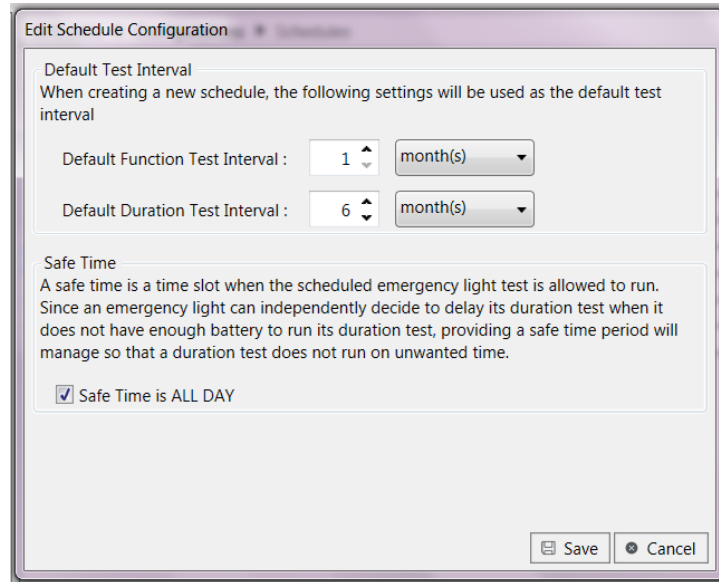 Edit Schedule Configuration
Schedules
Default Test Interval
When creating a new schedule, the following settings will be used as the default test
interval
Default Function Test Interval : 1 month(s)
Default Duration Test Interval : 6 month(s)
Safe Time
A safe time is a time slot when the scheduled emergency light test is allowed to run.
Since an emergency light can independently decide to delay its duration test when it
does not have enough battery to run its duration test, providing a safe time period will
manage so that a duration test does not run on unwanted time.
Safe Time is ALL DAY
Save Cancel